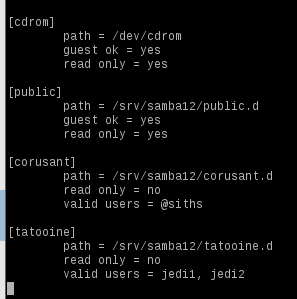 [cdrom]
path = /dev/cdrom
guest ok = yes
read only = yes
[public]
path = /srv/samba12/public.d
guest ok = yes
read only = yes
[corusant]
path = /srv/samba12/corusant.d
read only = no
valid users = @siths
[tatooine]
path = /srv/samba12/tatooine.d
read only = no
valid users = jedi1, jedi2